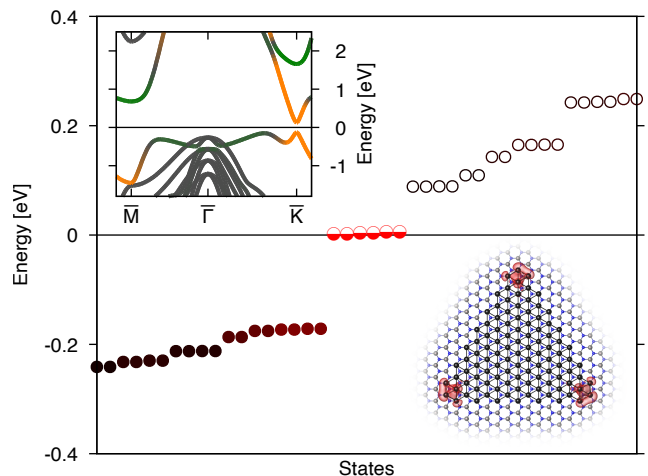 0.4
0.2
0
-0.2
-0.4
Energy [eV]
States
2
1
0
-1
Energy [eV]
M̅
Γ̅
K̅